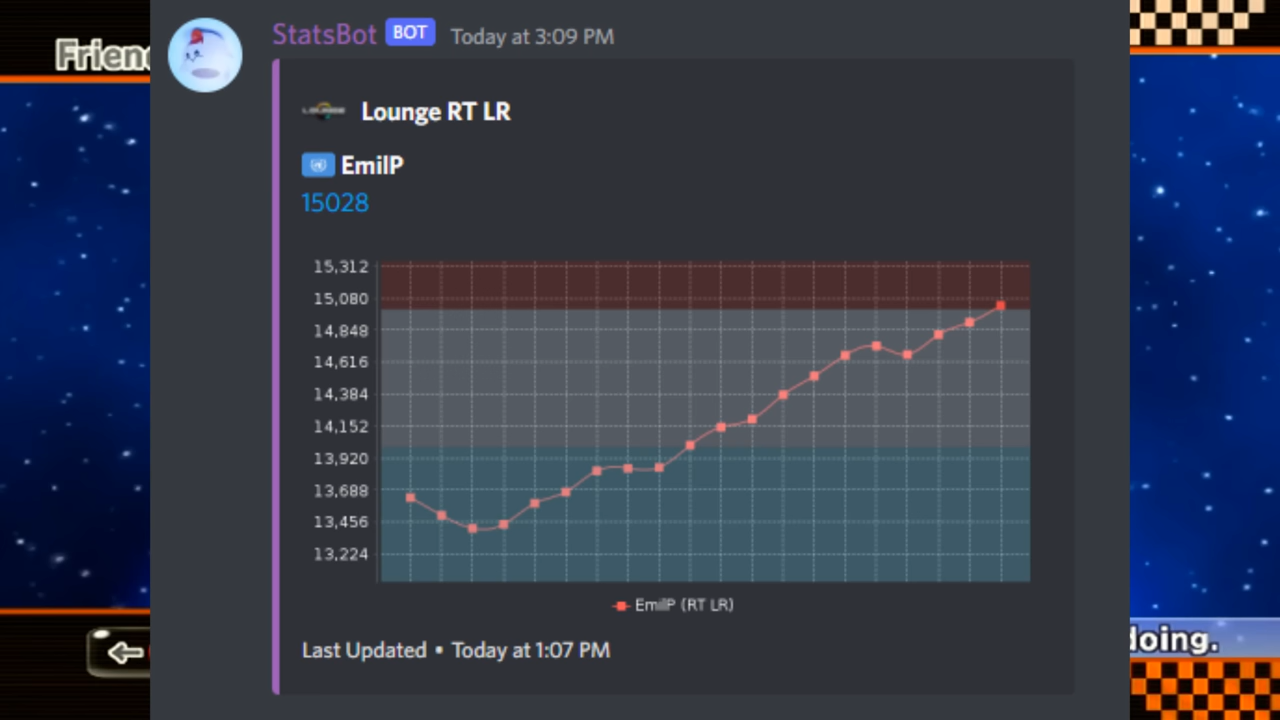 StatsBot BOT Today at 3:09 PM
Lounge RT LR
EmilP
15028
15,312
15,080
14,848
14,616
14,384
14,152
13,920
13,688
13,456
13,224
EmilP (RT LR)
Last Updated • Today at 1:07 PM
doing.